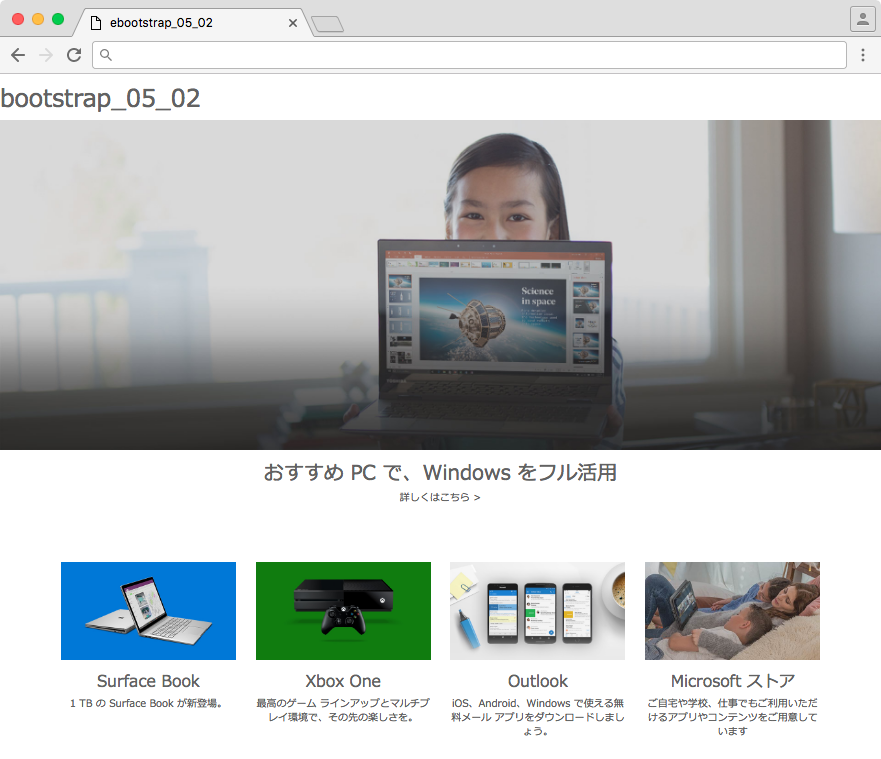 ebootstrap_05_02
bootstrap_05_02
Science
in space
おすすめ PC で、Windows をフル活用
詳しくはこちら >
Surface Book
1 TB の Surface Book が新登場。
Xbox One
最高のゲーム ラインアップとマルチプ
レイ環境で、その先の楽しさを。
Outlook
iOS、Android、Windows で使える無
料メール アプリをダウンロードしましょ
う。
Microsoft ストア
ご自宅や学校、仕事でもご利用いただ
けるアプリやコンテンツをご用意して
います